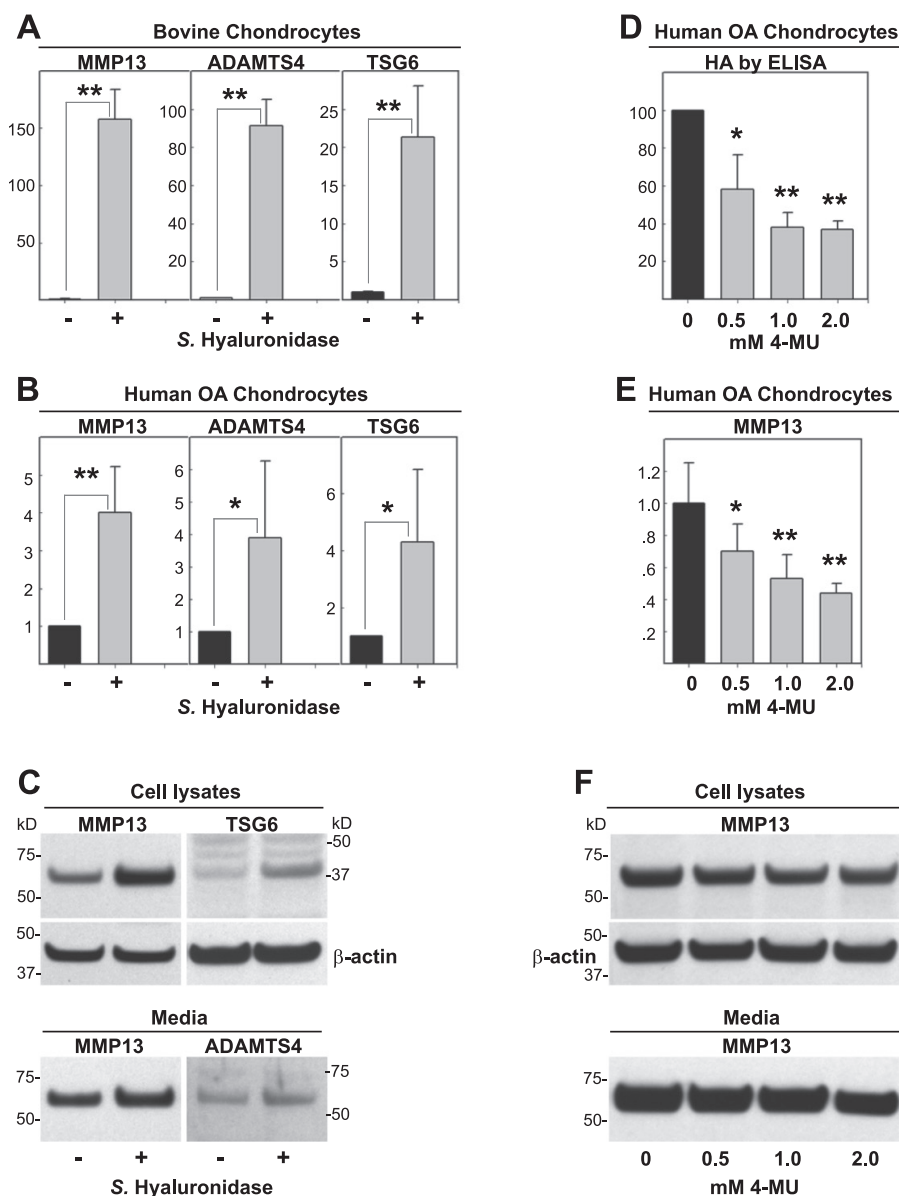 A
Bovine Chondrocytes
MMP13 ADAMTS4 TSG6
150
100
50
**
100
80
60
40
20
**
25
20
15
10
5
**
- + - + - +
S. Hyaluronidase
B
Human OA Chondrocytes
MMP13 ADAMTS4 TSG6
5
4
3
2
1
**
6
5
4
3
2
1
*
6
4
2
*
- + - + - +
S. Hyaluronidase
C
Cell lysates
kD MMP13 TSG6 kD
75-
50-
-50
-37
50-
37-
β-actin
Media
MMP13 ADAMTS4
75-
50-
-75
-50
- + - +
S. Hyaluronidase
D
Human OA Chondrocytes
HA by ELISA
100
80
60
40
20
* ** **
0 0.5 1.0 2.0
mM 4-MU
E
Human OA Chondrocytes
MMP13
1.2
1.0
.8
.6
.4
.2
* ** **
0 0.5 1.0 2.0
mM 4-MU
F
Cell lysates
kD MMP13
75-
50-
50-
β-actin
37-
Media
MMP13
75-
50-
0 0.5 1.0 2.0
mM 4-MU